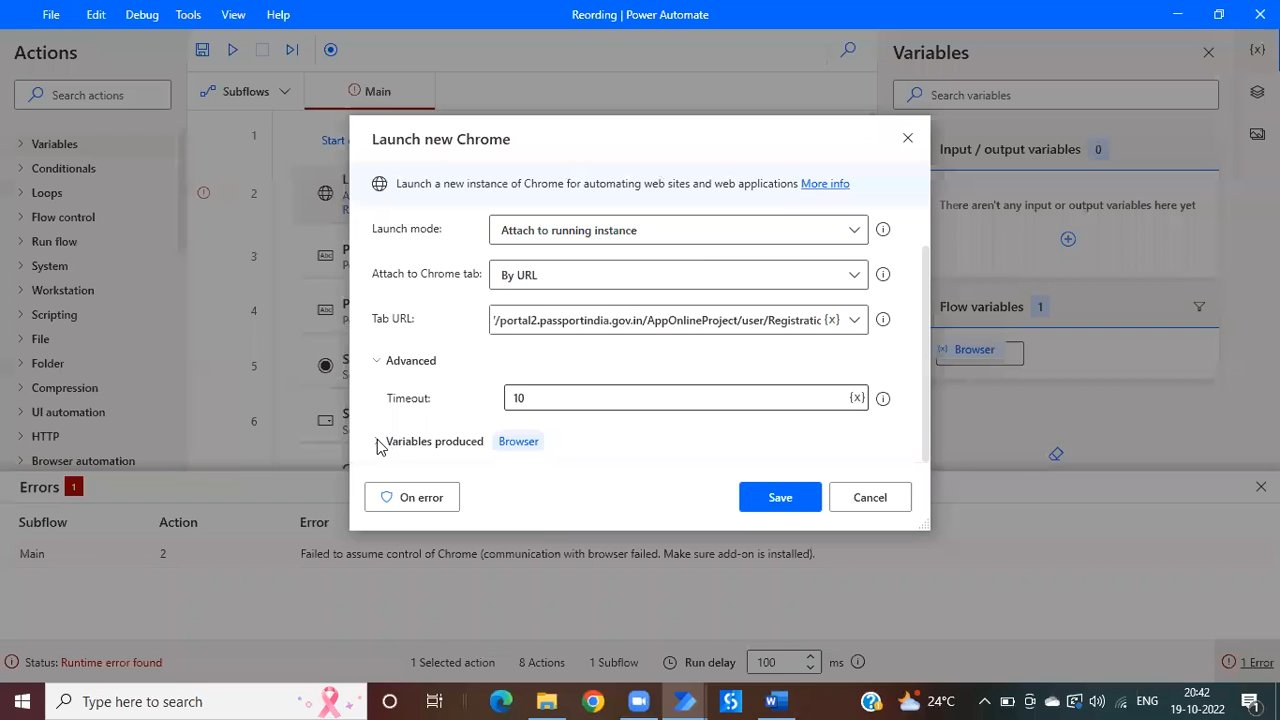 File Edit Debug Tools View Help Reording | Power Automate
Actions
Search actions
Variables
Conditionals
Loops
Flow control
Run flow
System
Workstation
Scripting
File
Folder
Compression
UI automation
HTTP
Browser automation
Subflows Main
1
Start
2
3
4
5
6
Launch new Chrome
Launch a new instance of Chrome for automating web sites and web applications More info
Launch mode: Attach to running instance
Attach to Chrome tab: By URL
Tab URL: '/portal2.passportindia.gov.in/AppOnlineProject/user/Registratic {x}
Advanced
Timeout: 10 {x}
Variables produced Browser
On error Save Cancel
Variables {x}
Search variables
Input / output variables 0
There aren't any input or output variables here yet
Flow variables 1
(x) Browser
Errors 1
Subflow Action Error
Main 2 Failed to assume control of Chrome (communication with browser failed. Make sure add-on is installed).
Status: Runtime error found 1 Selected action 8 Actions 1 Subflow Run delay 100 ms 1 Error
Type here to search 24°C ENG 20:42 19-10-2022 1